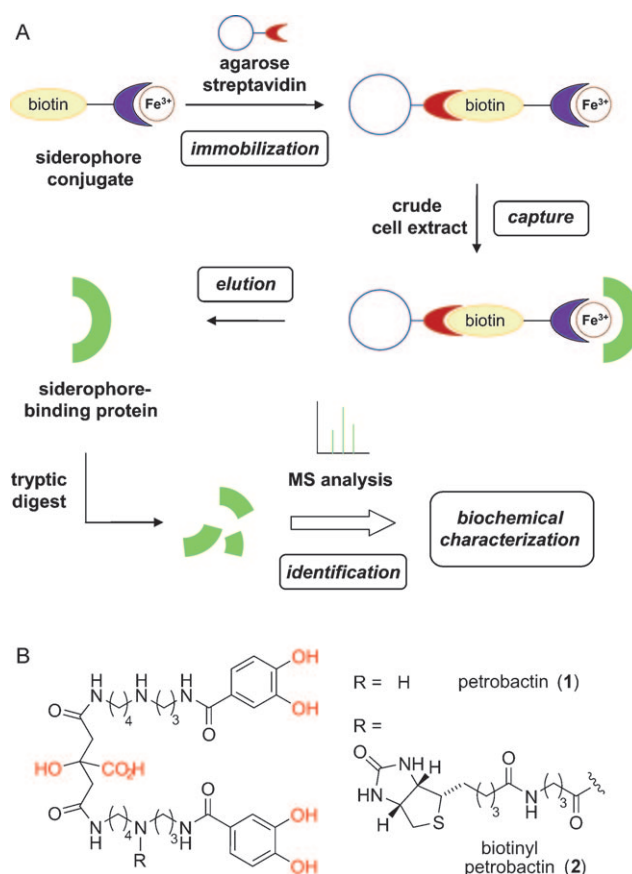 A
agarose
streptavidin
biotin
Fe³⁺
immobilization
biotin
Fe³⁺
siderophore
conjugate
crude
cell extract
capture
elution
biotin
Fe³⁺
siderophore-
binding protein
tryptic
digest
MS analysis
identification
biochemical
characterization
B
OH
OH
H
N
4
H
N
3
H
N
O
O
HO
CO₂H
O
O
N
H
4
N
R
3
N
H
OH
OH
R = H petrobactin (1)
R =
O
NH
HN
H
H
S
3
O
N
H
3
O
biotinyl
petrobactin (2)